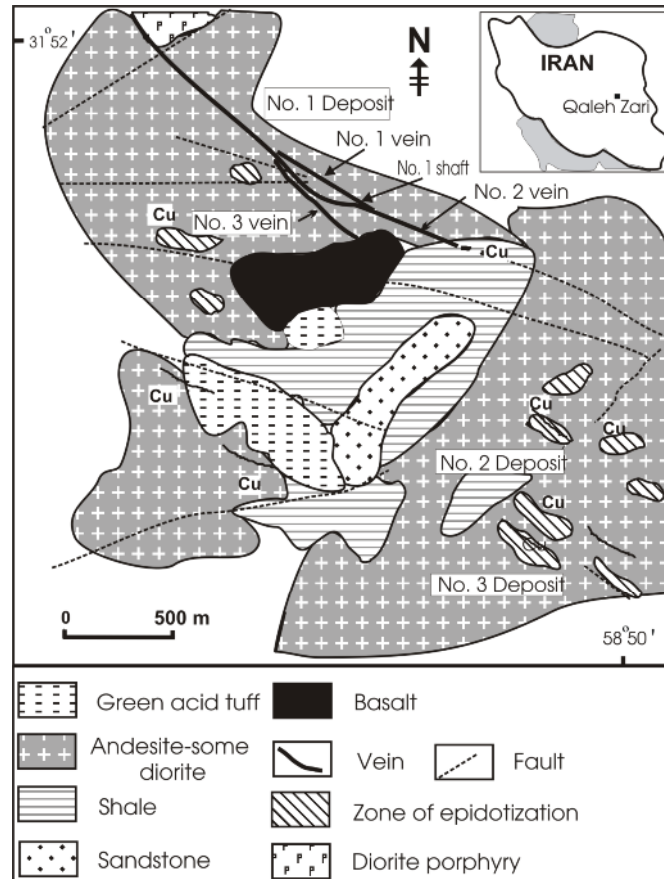 31°52'
N
IRAN
Qaleh Zari
No. 1 Deposit
No. 1 vein
No. 1 shaft
No. 2 vein
No. 3 vein
Cu
Cu
Cu
Cu
Cu
No. 2 Deposit
Cu
Cu
No. 3 Deposit
0 500 m
58°50'
Green acid tuff
Basalt
Andesite-some
diorite
Vein
Fault
Shale
Zone of epidotization
Sandstone
Diorite porphyry